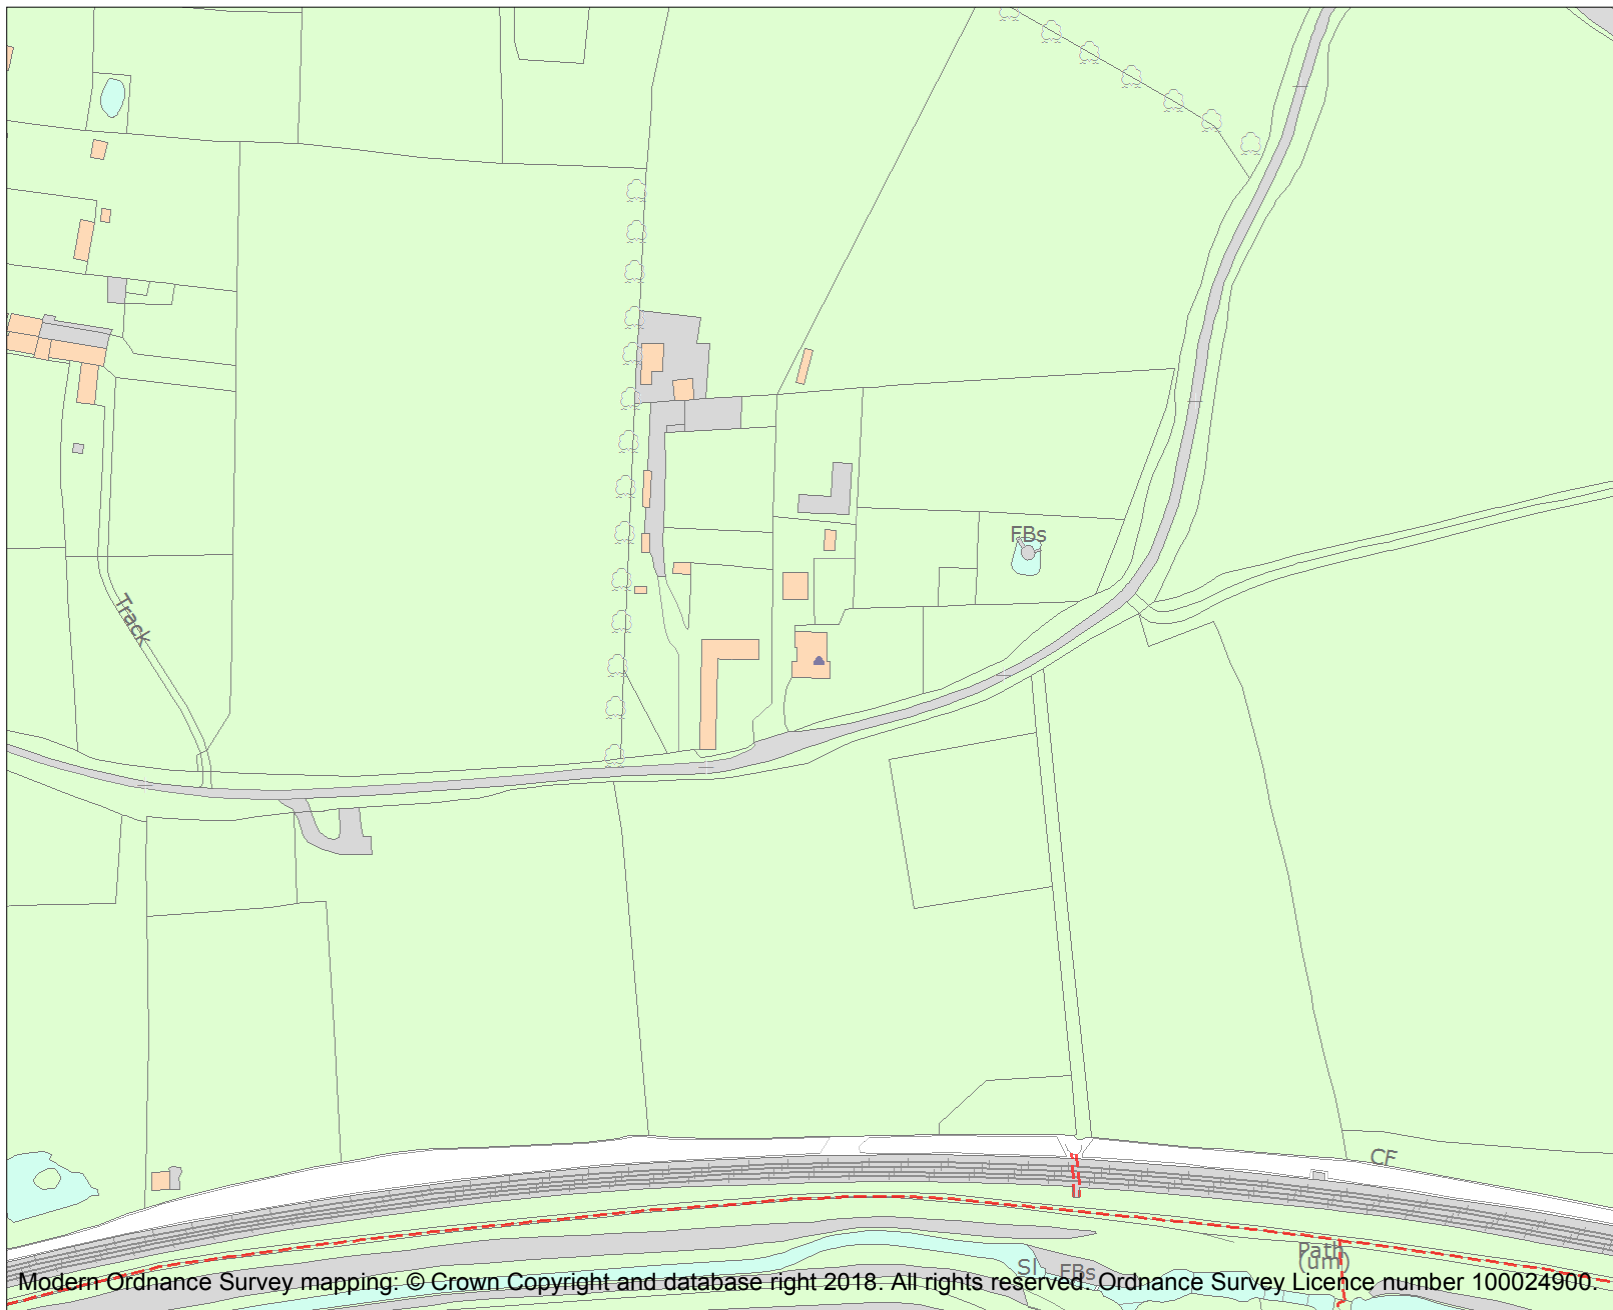 FBs
Track
CF
Path
(um)
Sl
FBs
Modern Ordnance Survey mapping: © Crown Copyright and database right 2018. All rights reserved. Ordnance Survey Licence number 100024900.